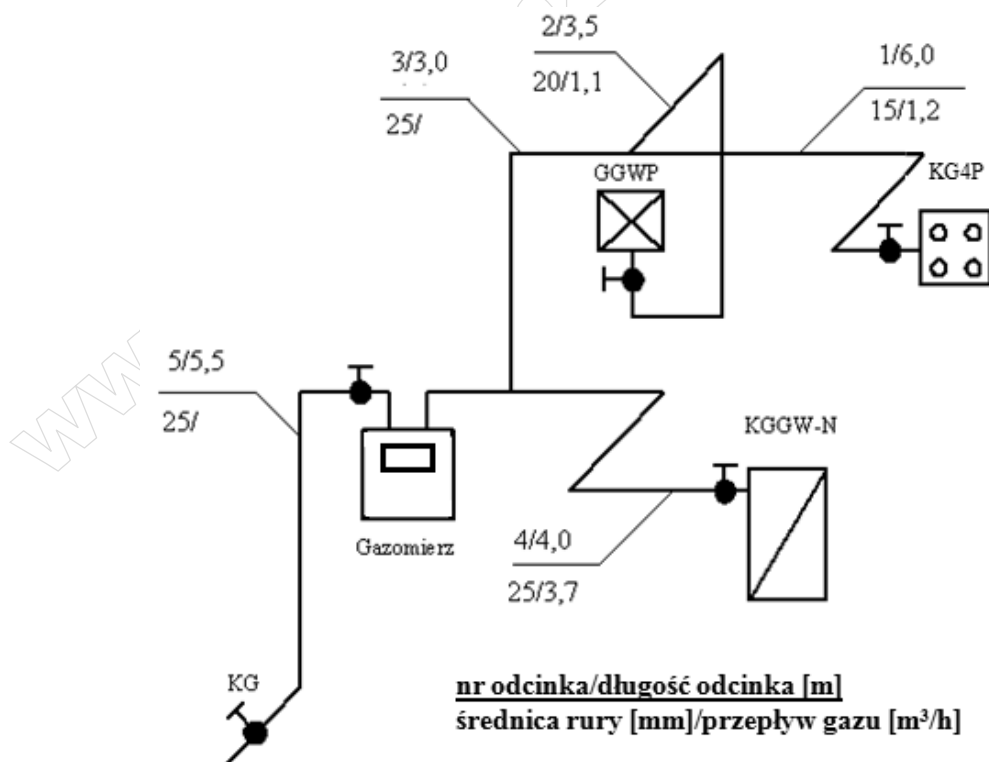 2/3,5
20/1,1
3/3,0
25/
1/6,0
15/1,2
GGWP
KG4P
5/5,5
25/
KGGW-N
Gazomierz
4/4,0
25/3,7
KG
nr odcinka/długość odcinka [m]
średnica rury [mm]/przepływ gazu [m³/h]
www